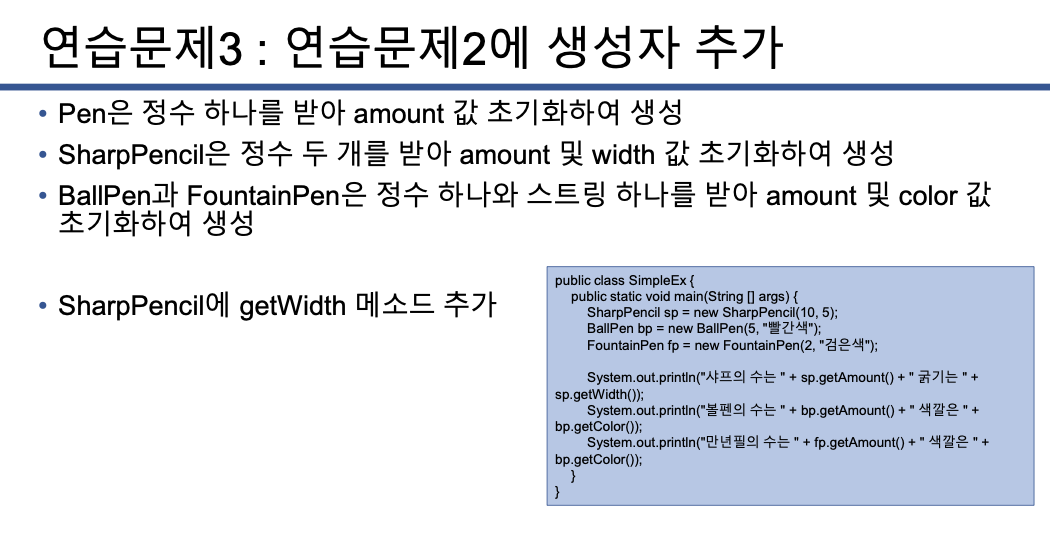 연습문제3 : 연습문제2에 생성자 추가
• Pen은 정수 하나를 받아 amount 값 초기화하여 생성
• SharpPencil은 정수 두 개를 받아 amount 및 width 값 초기화하여 생성
• BallPen과 FountainPen은 정수 하나와 스트링 하나를 받아 amount 및 color 값
초기화하여 생성
• SharpPencil에 getWidth 메소드 추가
public class SimpleEx {
public static void main(String [] args) {
SharpPencil sp = new SharpPencil(10, 5);
BallPen bp = new BallPen(5, "빨간색");
FountainPen fp = new FountainPen(2, "검은색");
System.out.println("샤프의 수는 " + sp.getAmount() + " 굵기는 " +
sp.getWidth());
System.out.println("볼펜의 수는 " + bp.getAmount() + " 색깔은 " +
bp.getColor());
System.out.println("만년필의 수는 " + fp.getAmount() + " 색깔은 " +
bp.getColor());
}
}